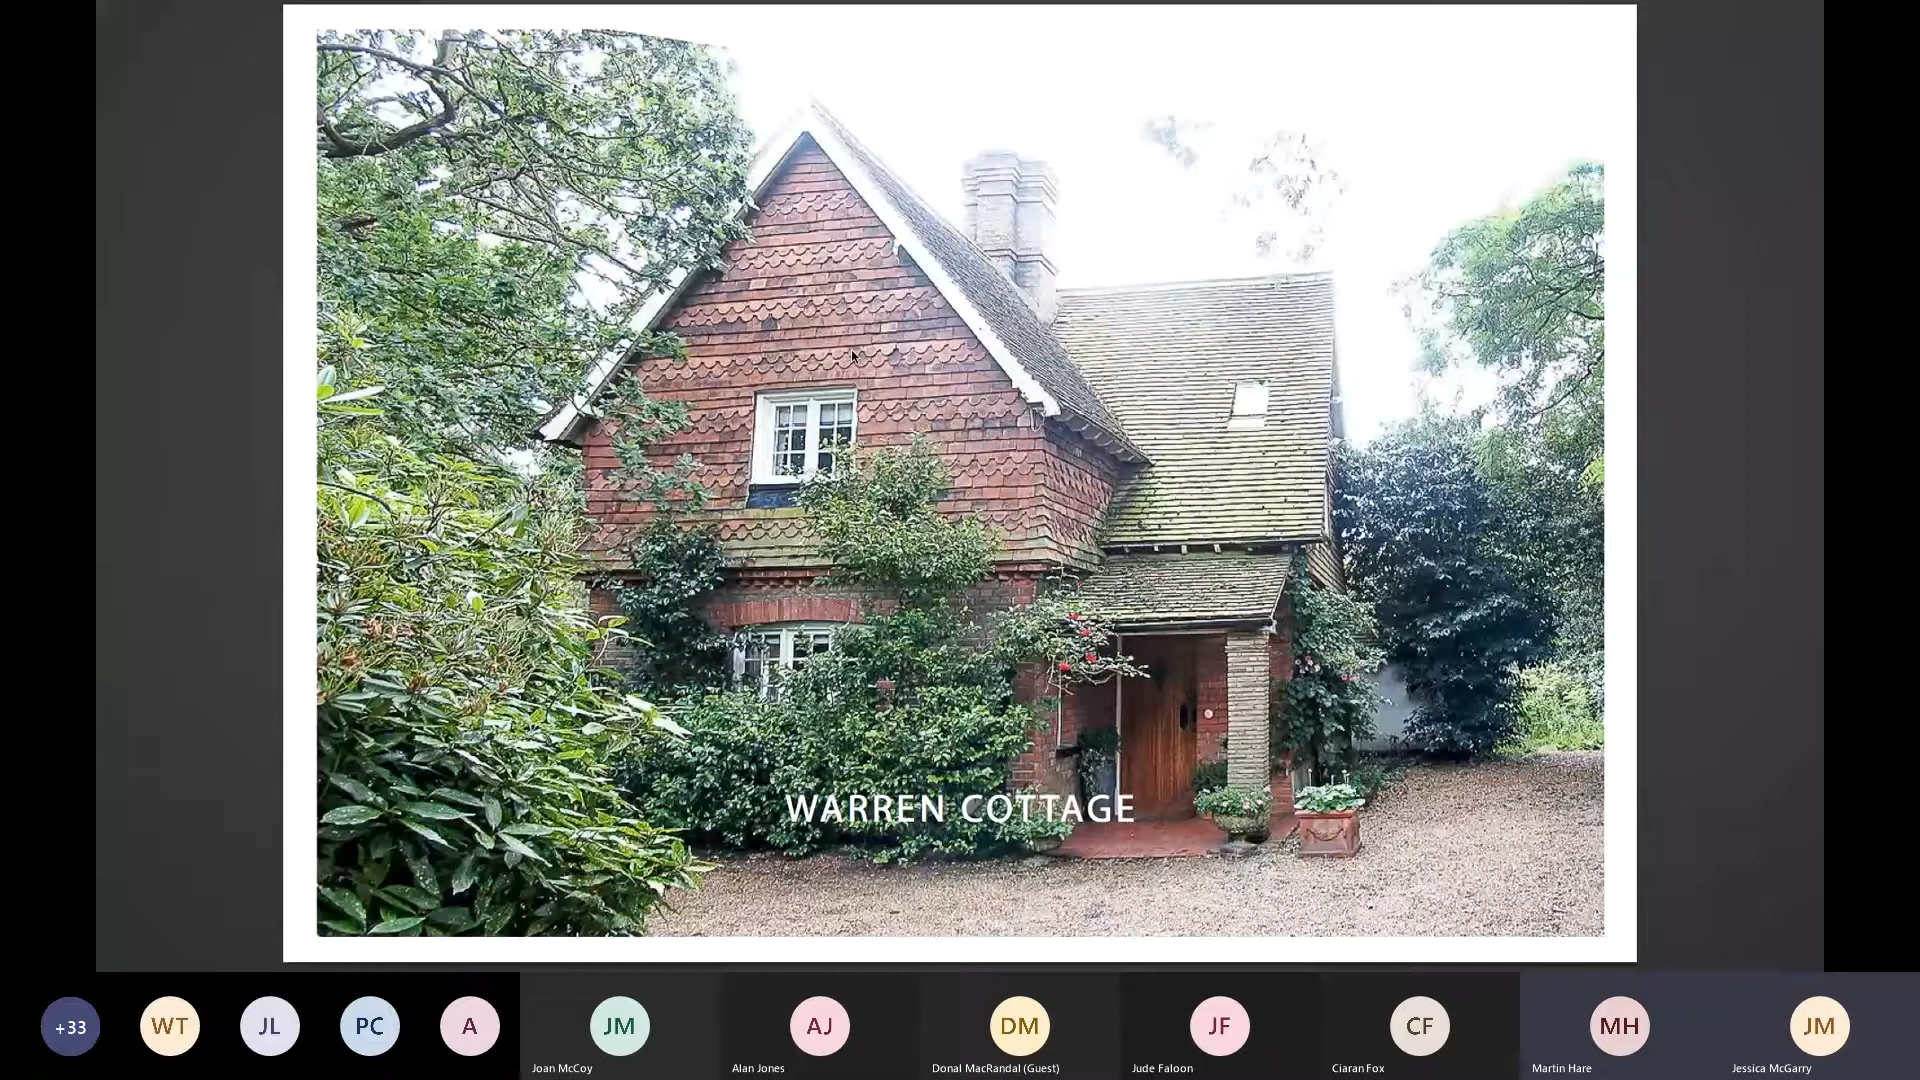 WARREN COTTAGE
+33
WT
JL
PC
A
JM
AJ
DM
JF
CF
MH
JM
Joan McCoy
Alan Jones
Donal MacRandal (Guest)
Jude Faloon
Ciaran Fox
Martin Hare
Jessica McGarry